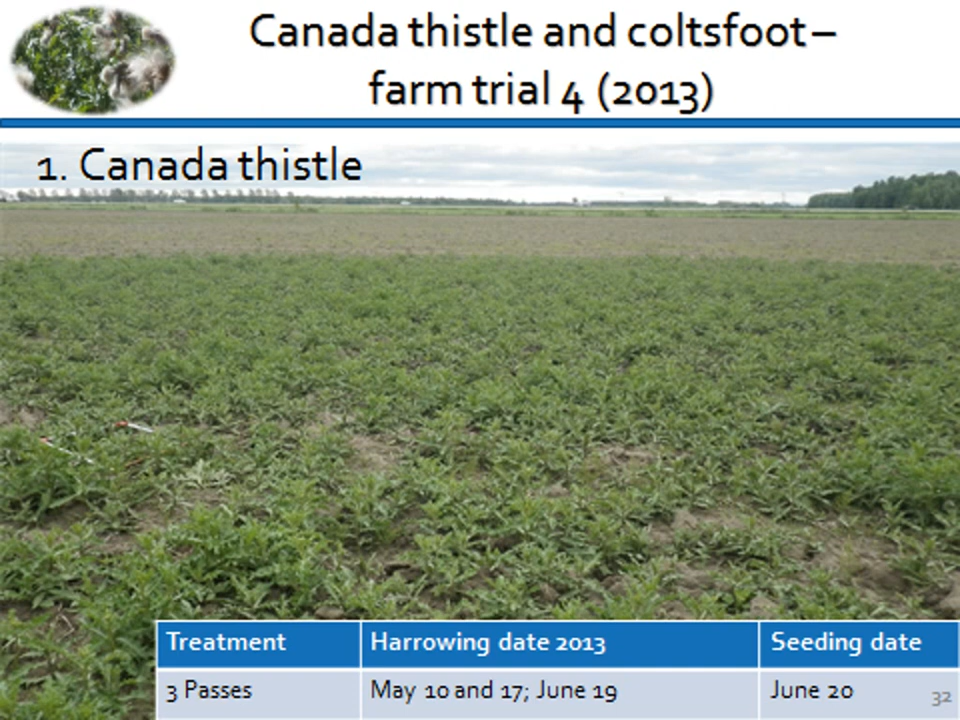 Canada thistle and coltsfoot –
farm trial 4 (2013)
1. Canada thistle
Treatment Harrowing date 2013 Seeding date
3 Passes May 10 and 17; June 19 June 20
32